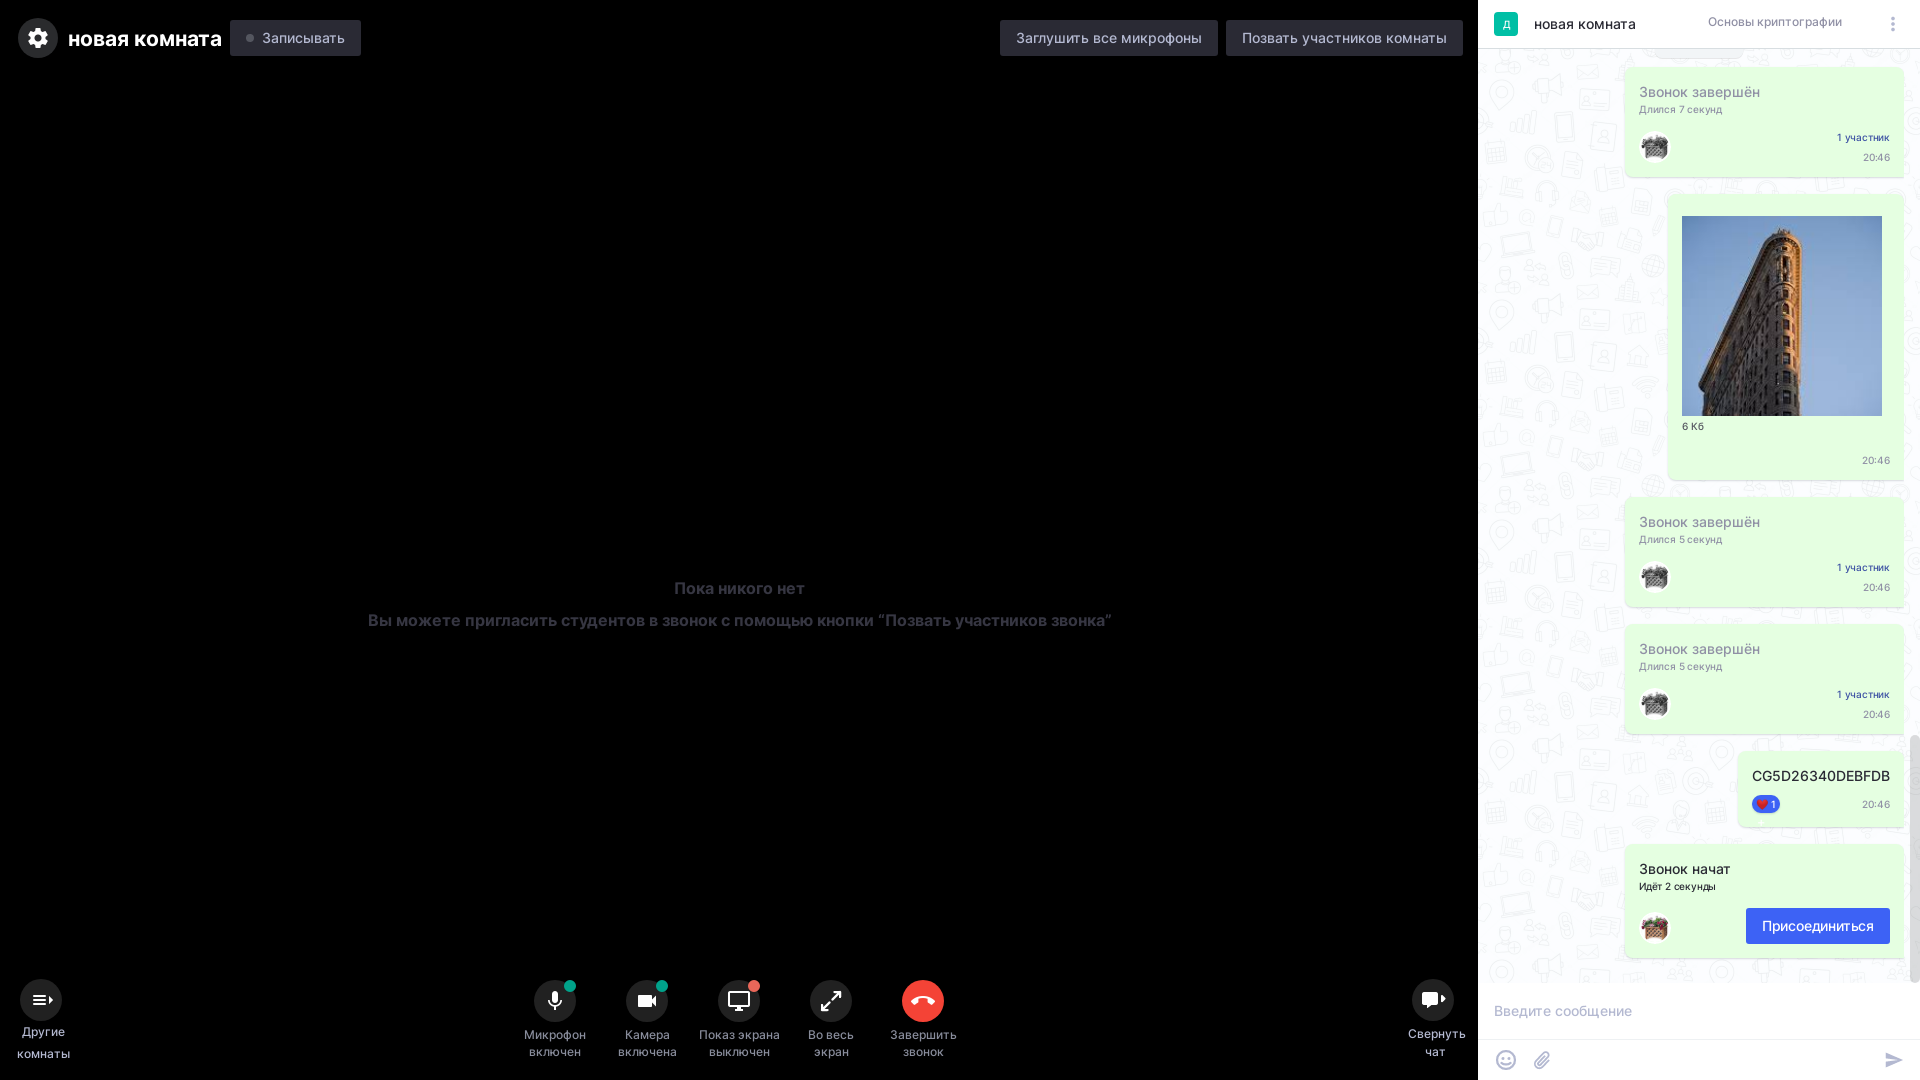 новая комната
Записывать
Заглушить все микрофоны
Позвать участников комнаты
Пока никого нет
Вы можете пригласить студентов в звонок с помощью кнопки “Позвать участников звонка”
Другие
комнаты
Микрофон
включен
Камера
включена
Показ экрана
выключен
Во весь
экран
Завершить
звонок
Свернуть
чат
Д
новая комната
Основы криптографии
Звонок завершён
Длился 7 секунд
1 участник
20:46
6 Кб
20:46
Звонок завершён
Длился 5 секунд
1 участник
20:46
Звонок завершён
Длился 5 секунд
1 участник
20:46
CG5D26340DEBFDB
1
20:46
Звонок начат
Идёт 2 секунды
Присоединиться
Введите сообщение